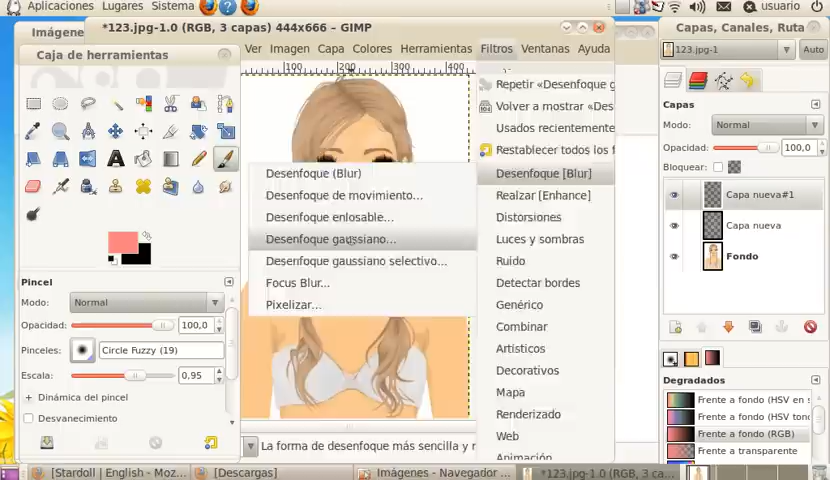 Aplicaciones
Lugares
Sistema
usuario
Imágene
*123.jpg-1.0 (RGB, 3 capas) 444x666 – GIMP
Capas, Canales, Ruta
Caja de herramientas
Ver Imagen Capa Colores Herramientas Filtros Ventanas Ayuda
123.jpg-1
Auto
100
200
300
400
Repetir «Desenfoque g
Volver a mostrar «Des
Usados recientemente
Restablecer todos los f
Desenfoque [Blur]
Realzar [Enhance]
Distorsiones
Luces y sombras
Ruido
Detectar bordes
Genérico
Combinar
Artísticos
Decorativos
Mapa
Renderizado
Web
Animación
Desenfoque (Blur)
Desenfoque de movimiento...
Desenfoque enlosable...
Desenfoque gaussiano...
Desenfoque gaussiano selectivo...
Focus Blur...
Pixelizar...
Capas
Modo: Normal
Opacidad: 100,0
Bloquear:
Capa nueva#1
Capa nueva
Fondo
Pincel
Modo: Normal
Opacidad: 100,0
Pinceles: Circle Fuzzy (19)
Escala: 0,95
Dinámica del pincel
Desvanecimiento
Degradados
Frente a fondo (HSV en s
Frente a fondo (HSV tono
Frente a fondo (RGB)
Frente a transparente
La forma de desenfoque más sencilla y
[Stardoll | English - Moz...
[Descargas]
Imágenes - Navegador ...
*123.jpg-1.0 (RGB, 3 ca...